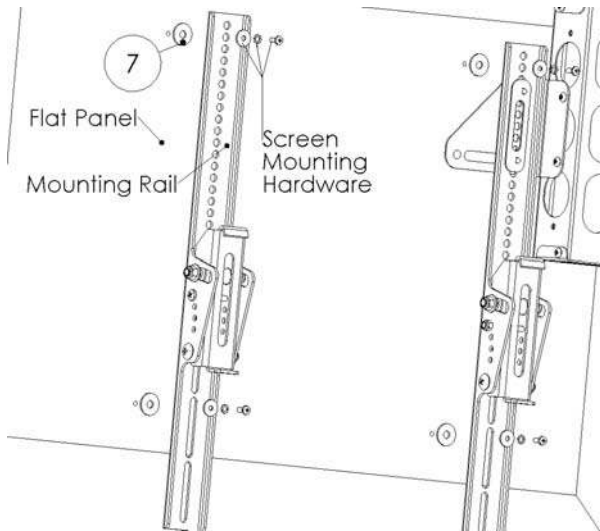 7
Flat Panel
Mounting Rail
Screen
Mounting
Hardware